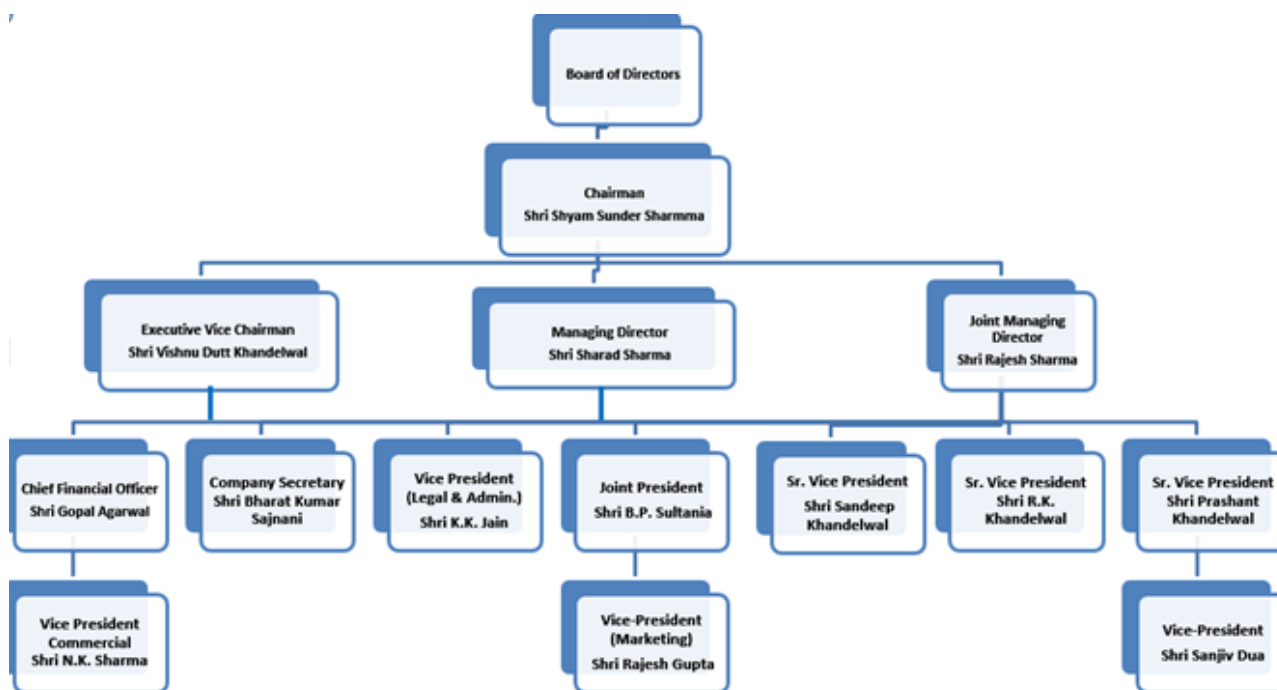 Board of Directors
Chairman
Shri Shyam Sunder Sharmma
Executive Vice Chairman
Shri Vishnu Dutt Khandelwal
Managing Director
Shri Sharad Sharma
Joint Managing
Director
Shri Rajesh Sharma
Chief Financial Officer
Shri Gopal Agarwal
Company Secretary
Shri Bharat Kumar
Sajnani
Vice President
(Legal & Admin.)
Shri K.K. Jain
Joint President
Shri B.P. Sultania
Sr. Vice President
Shri Sandeep
Khandelwal
Sr. Vice President
Shri R.K.
Khandelwal
Sr. Vice President
Shri Prashant
Khandelwal
Vice President
Commercial
Shri N.K. Sharma
Vice-President
(Marketing)
Shri Rajesh Gupta
Vice-President
Shri Sanjiv Dua